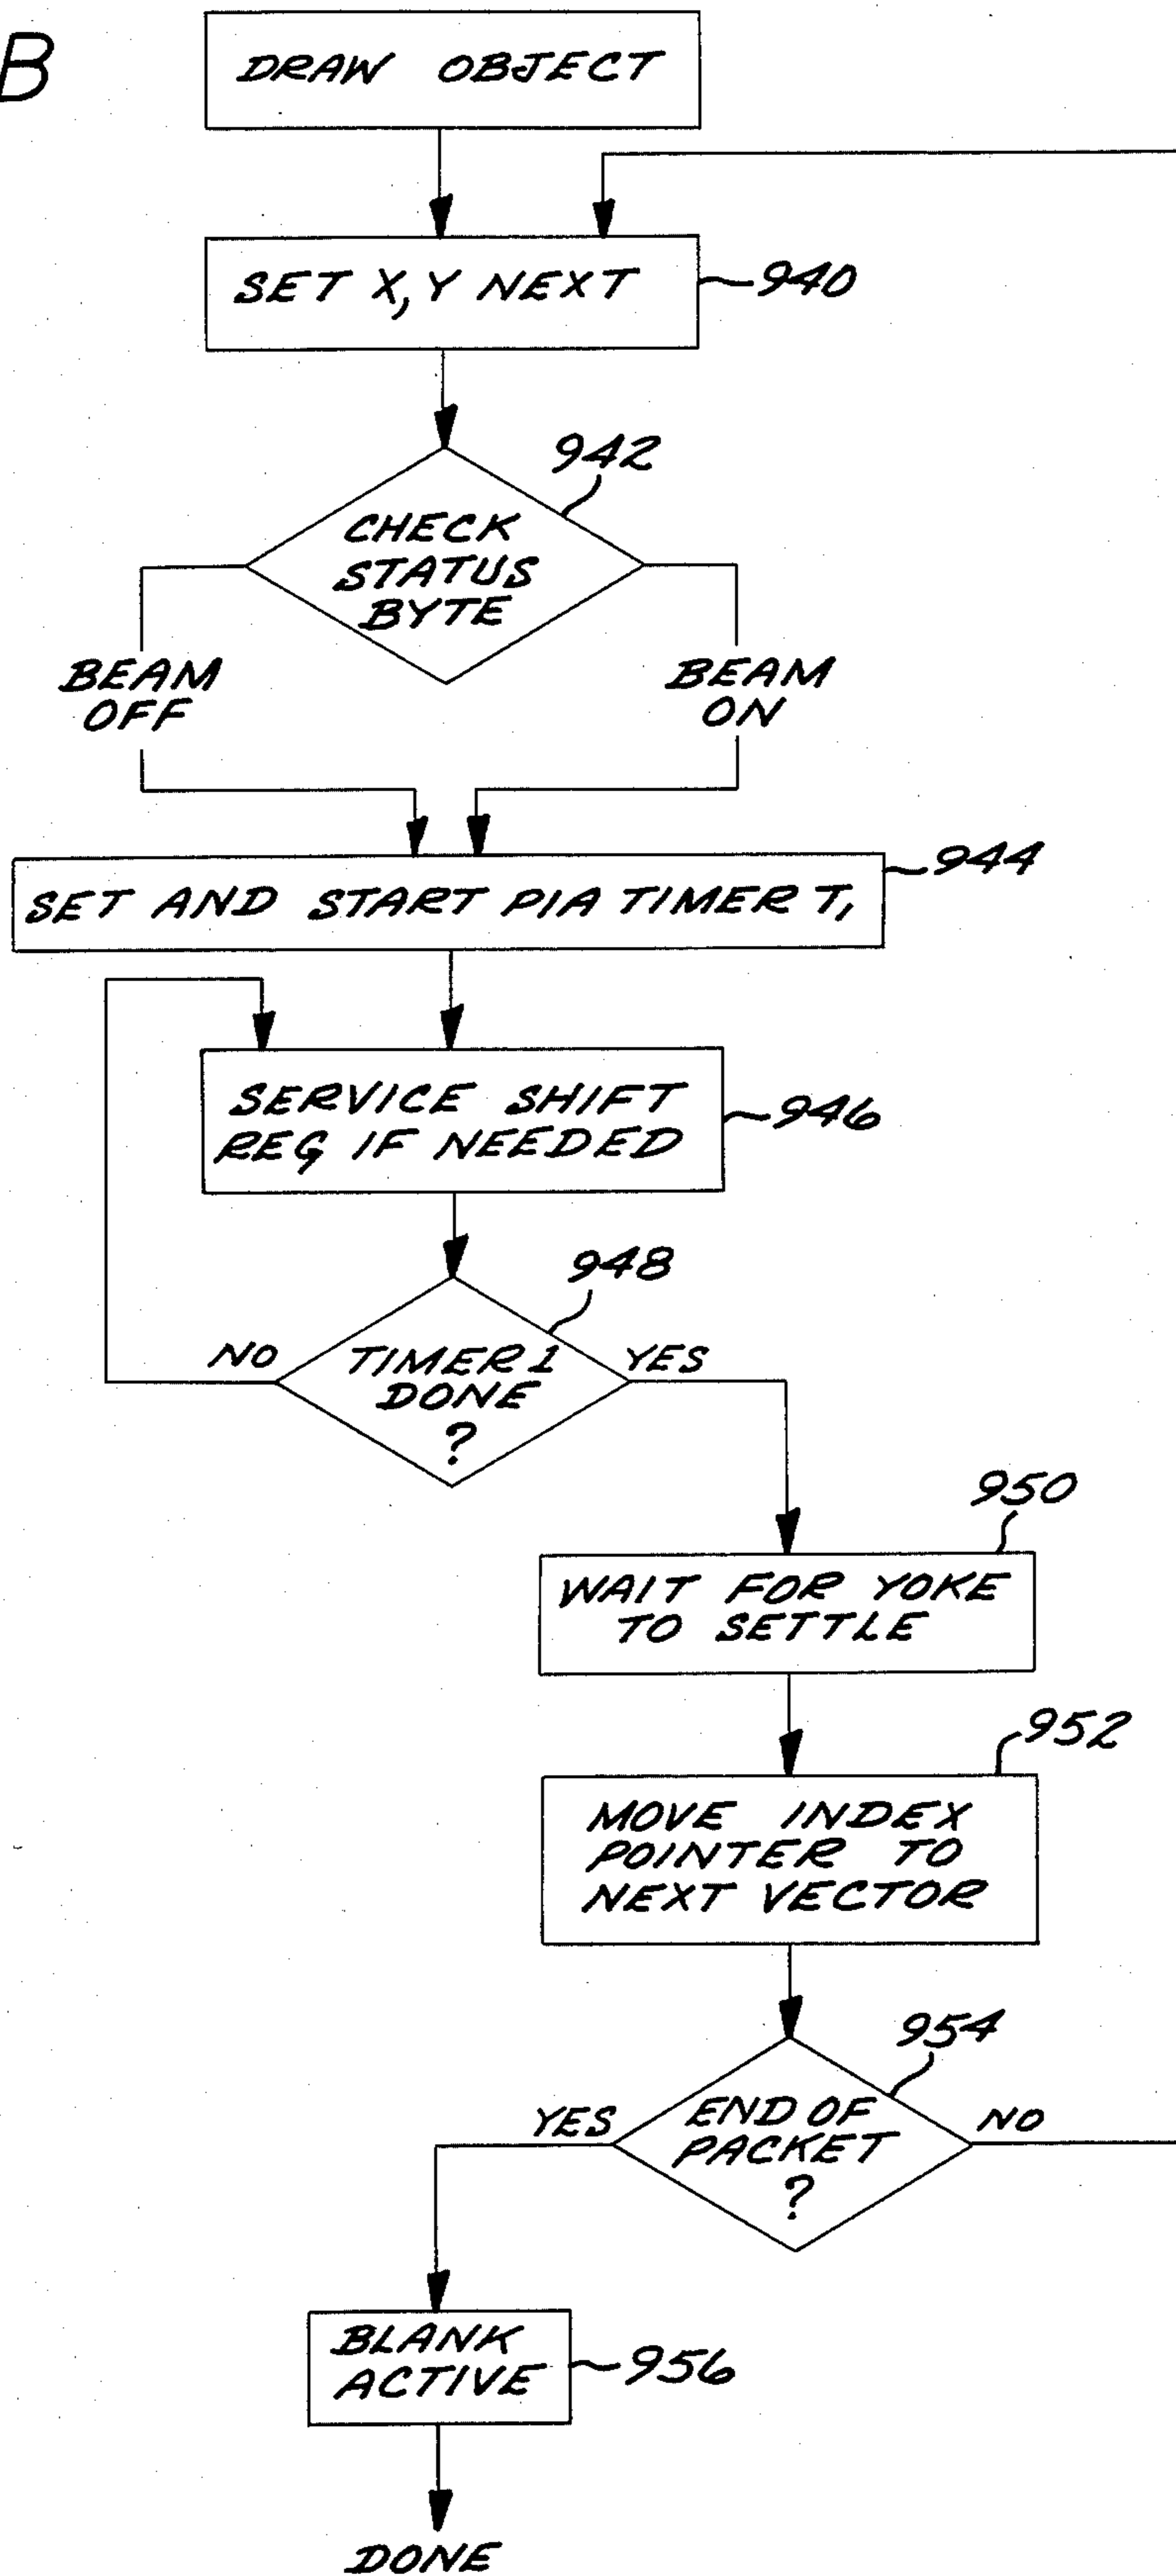 B
DRAW OBJECT
SET X,Y NEXT
940
942
CHECK
STATUS
BYTE
BEAM
OFF
BEAM
ON
944
SET AND START PIA TIMER T,
SERVICE SHIFT
REG IF NEEDED
946
948
NO
TIMER 1
DONE
?
YES
950
WAIT FOR YOKE
TO SETTLE
952
MOVE INDEX
POINTER TO
NEXT VECTOR
954
YES
END OF
PACKET
?
NO
BLANK
ACTIVE
956
DONE